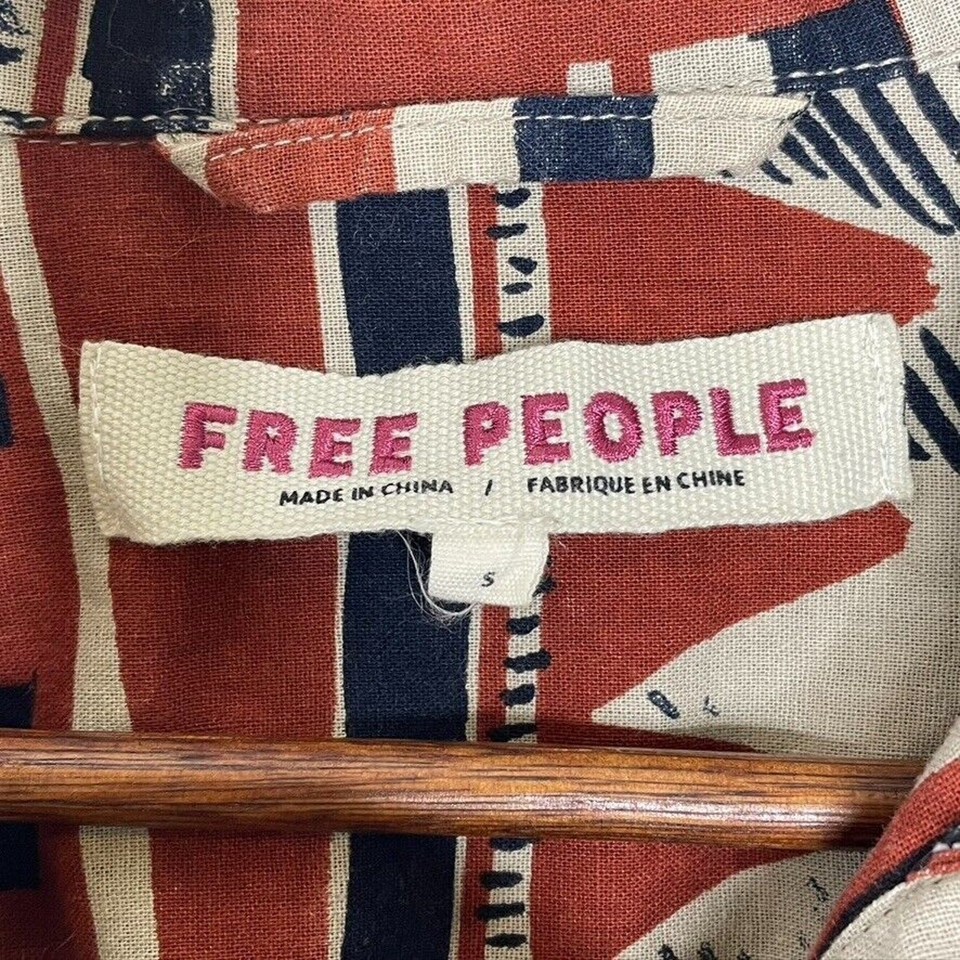 FREE PEOPLE
MADE IN CHINA / FABRIQUE EN CHINE
S